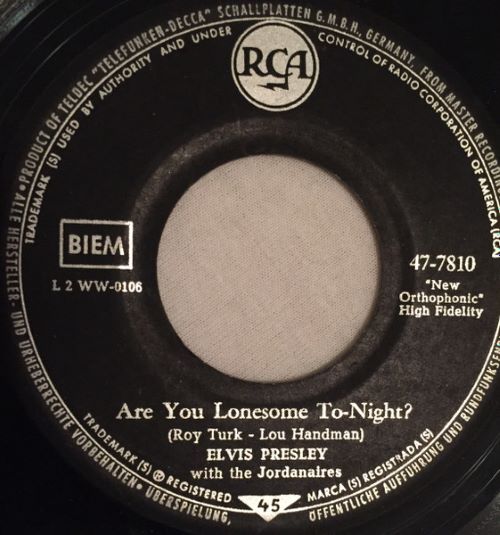 PRODUCT OF TELDEC "TELEFUNKEN-DECCA" SCHALLPLATTEN G.M.B.H., GERMANY, FROM MASTER RECORDING
TRADEMARK (S) USED BY AUTHORITY AND UNDER CONTROL OF RADIO CORPORATION OF AMERICA (RCA)
RCA
BIEM
L 2 WW-0106
47-7810
"New
Orthophonic"
High Fidelity
Are You Lonesome To-Night?
(Roy Turk - Lou Handman)
ELVIS PRESLEY
with the Jordanaires
TRADEMARK (S) ® REGISTERED
45
MARCA (S) REGISTRADA (S)
ALLE HERSTELLER- UND URHEBERRECHTE VORBEHALTEN • ÜBERSPIELUNG,
ÖFFENTLICHE AUFFÜHRUNG UND RUNDFUNKSENDUNG